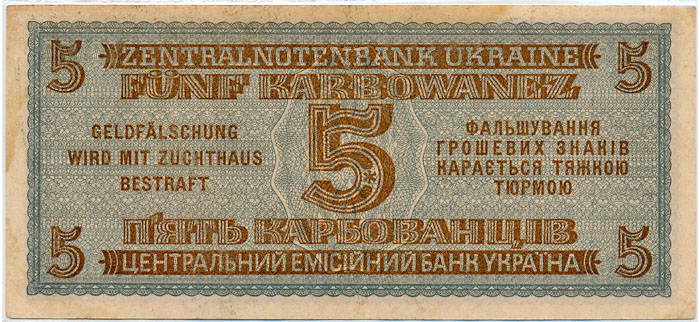 5 ZENTRALNOTENBANK UKRAINE 5
FÜNF KARBOWANEZ
GELDFÄLSCHUNG
WIRD MIT ZUCHTHAUS
BESTRAFT
5
ФАЛЬШУВАННЯ
ГРОШЕВИХ ЗНАКІВ
КАРАЄТЬСЯ ТЯЖКОЮ
ТЮРМОЮ
П'ЯТЬ КАРБОВАНЦІВ
5 ЦЕНТРАЛЬНИЙ ЕМІСІЙНИЙ БАНК УКРАЇНА 5